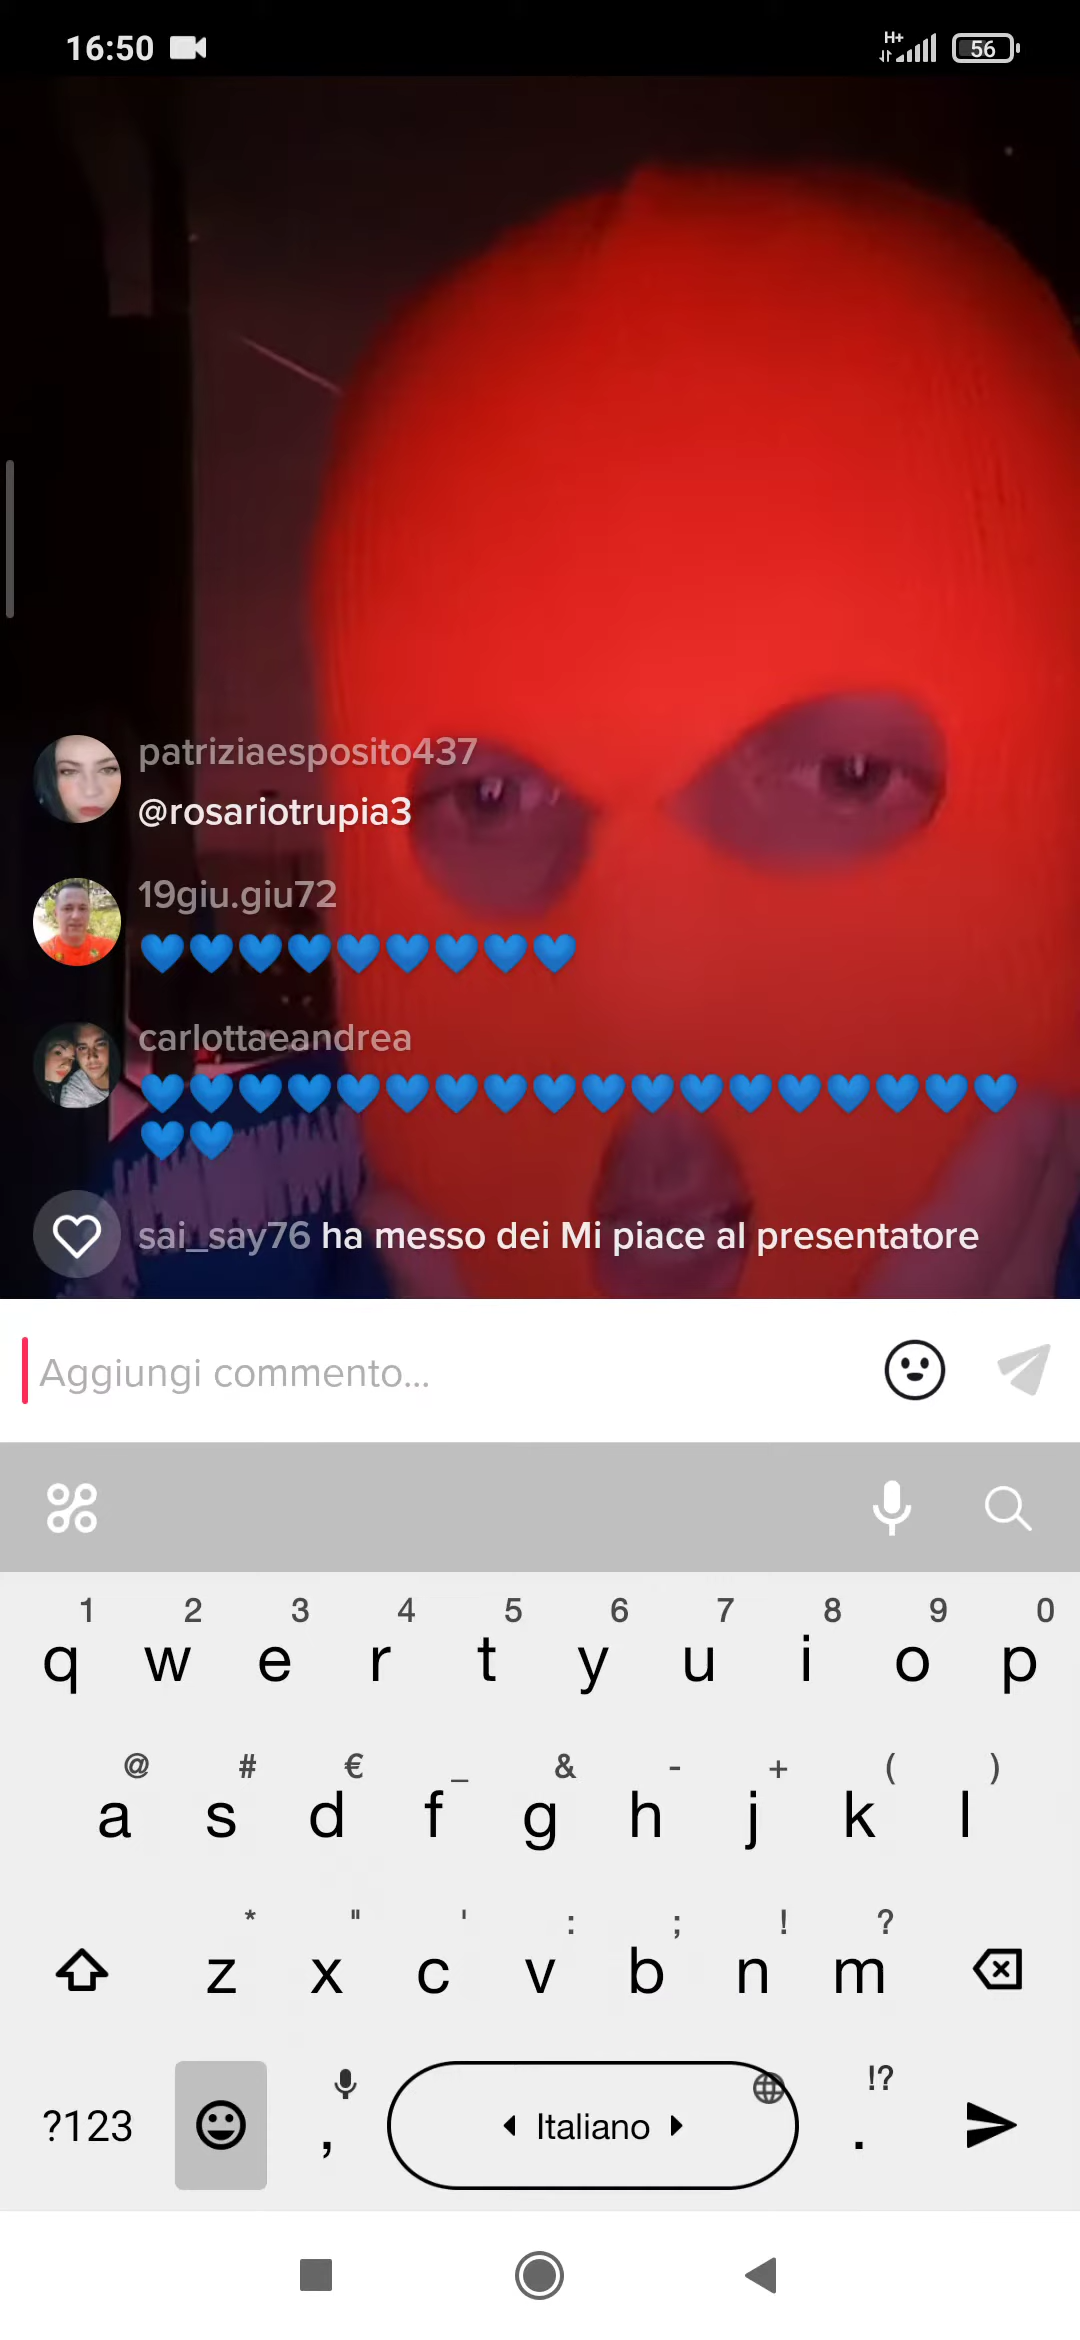 16:50 H+ 56
patriziaesposito437
@rosariotrupia3
19giu.giu72
💙💙💙💙💙💙💙💙💙
carlottaeandrea
💙💙💙💙💙💙💙💙💙💙💙💙💙💙💙💙💙💙
💙💙
sai_say76 ha messo dei Mi piace al presentatore
Aggiungi commento...
1 2 3 4 5 6 7 8 9 0
q w e r t y u i o p
@ # € _ & - + ( )
a s d f g h j k l
* " ' : ; ! ?
z x c v b n m
!?
?123 , Italiano .